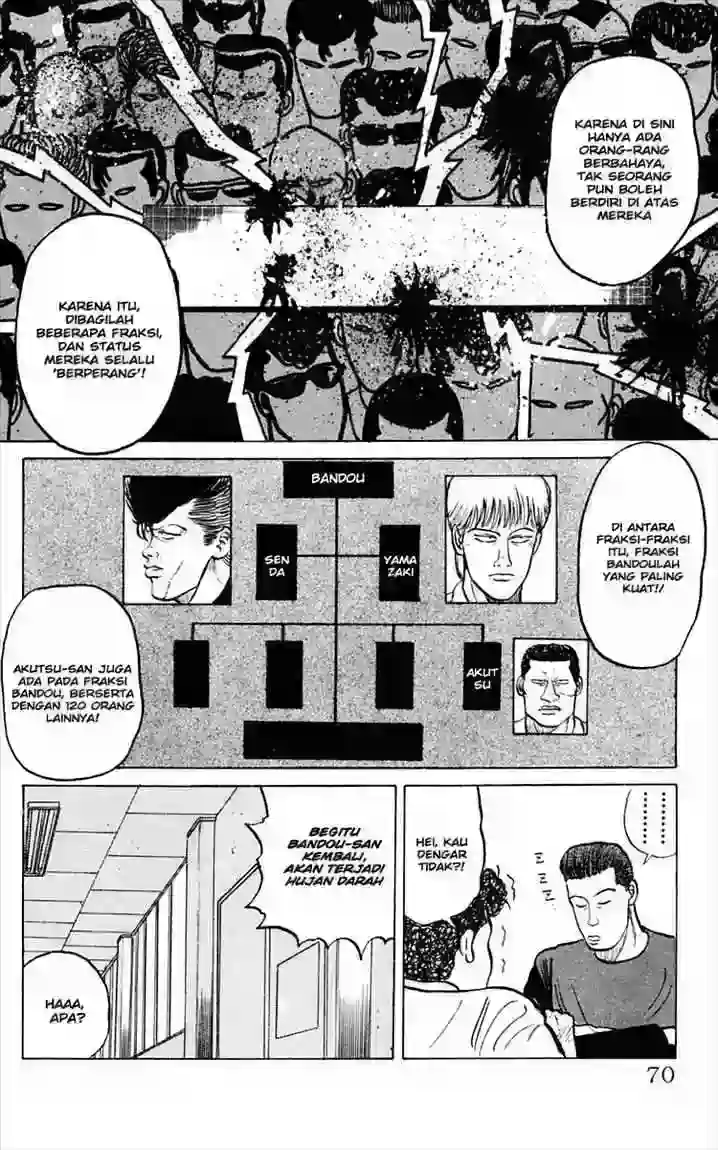 KARENA DI SINI
HANYA ADA
ORANG-RANG
BERBAHAYA,
TAK SEORANG
PUN BOLEH
BERDIRI DI ATAS
MEREKA
KARENA ITU,
DIBAGILAH
BEBERAPA FRAKSI,
DAN STATUS
MEREKA SELALU
'BERPERANG'!
DI ANTARA
FRAKSI-FRAKSI
ITU, FRAKSI
BANDOULAH
YANG PALING
KUAT!/
BANDOU
SEN
DA
YAMA
ZAKI
AKUT
SU
AKUTSU-SAN JUGA
ADA PADA FRAKSI
BANDOU, BERSERTA
DENGAN 120 ORANG
LAINNYA!
HEI, KAU
DENGAR
TIDAK?!
Z
Z
Z
BEGITU
BANDOU-SAN
KEMBALI,
AKAN TERJADI
HUJAN DARAH
HAAA,
APA?
70